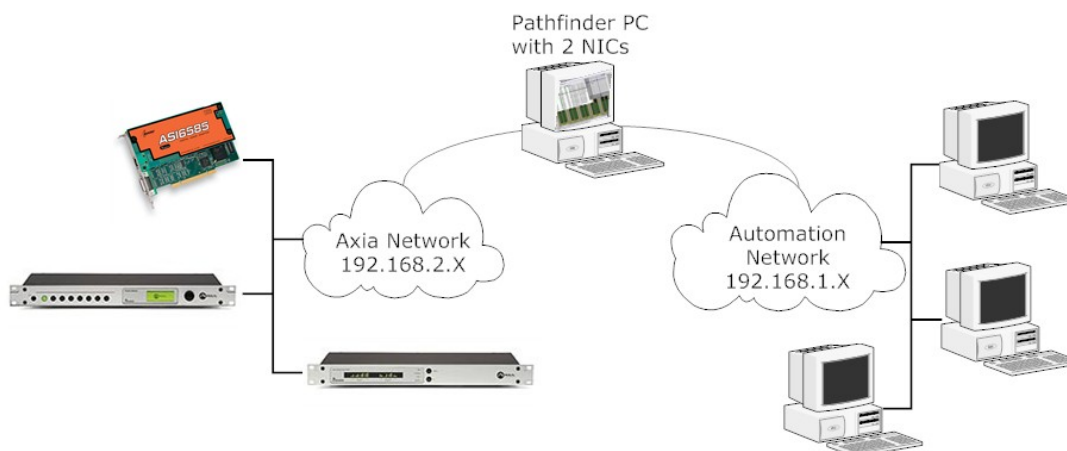 Pathfinder PC
with 2 NICs
ASI6585
Axia Network
192.168.2.X
Automation
Network
192.168.1.X